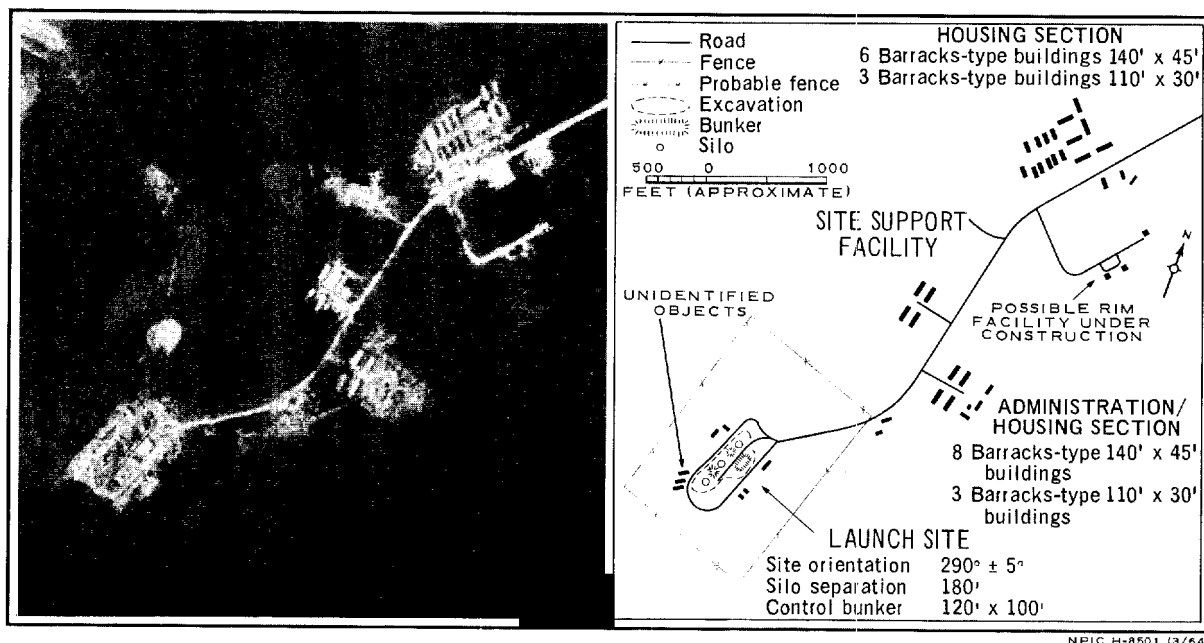 Road
Fence
Probable fence
Excavation
Bunker
Silo
500 0 1000
FEET (APPROXIMATE)
HOUSING SECTION
6 Barracks-type buildings 140' x 45'
3 Barracks-type buildings 110' x 30'
SITE SUPPORT
FACILITY
N
UNIDENTIFIED
OBJECTS
POSSIBLE RIM
FACILITY UNDER
CONSTRUCTION
ADMINISTRATION/
HOUSING SECTION
8 Barracks-type 140' x 45'
buildings
3 Barracks-type 110' x 30'
buildings
LAUNCH SITE
Site orientation 290° ± 5°
Silo separation 180'
Control bunker 120' x 100'
NPIC H-8501 (3/64